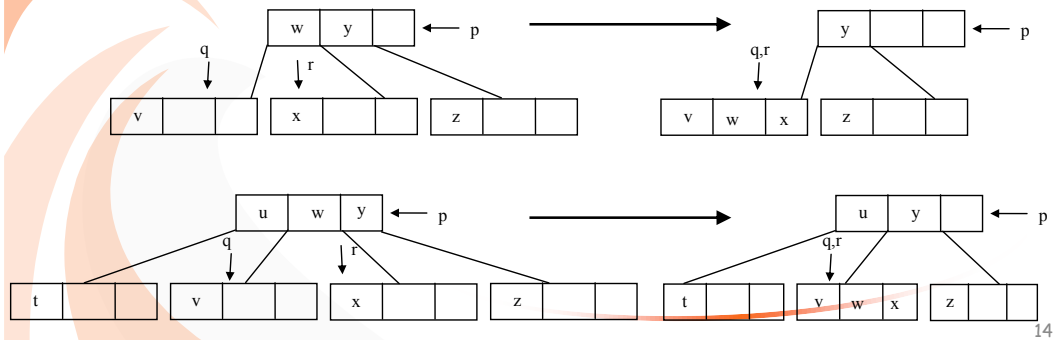 w y p y p
q r q,r
v x z v w x z
u w y p u y p
q r q,r
t v x z t v w x z
14